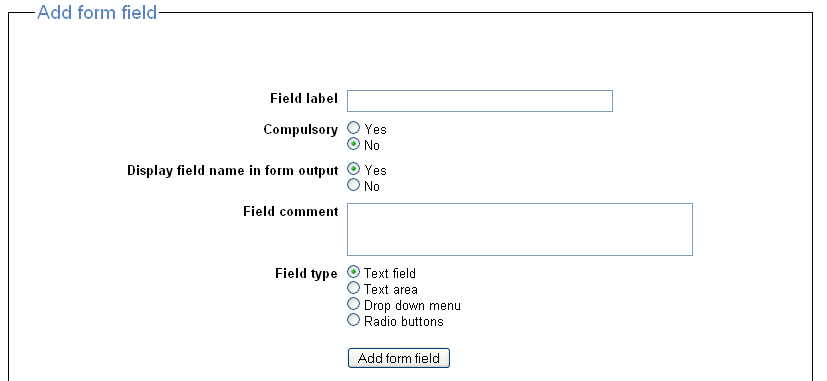 Add form field
Field label
Compulsory Yes
No
Display field name in form output Yes
No
Field comment
Field type Text field
Text area
Drop down menu
Radio buttons
Add form field